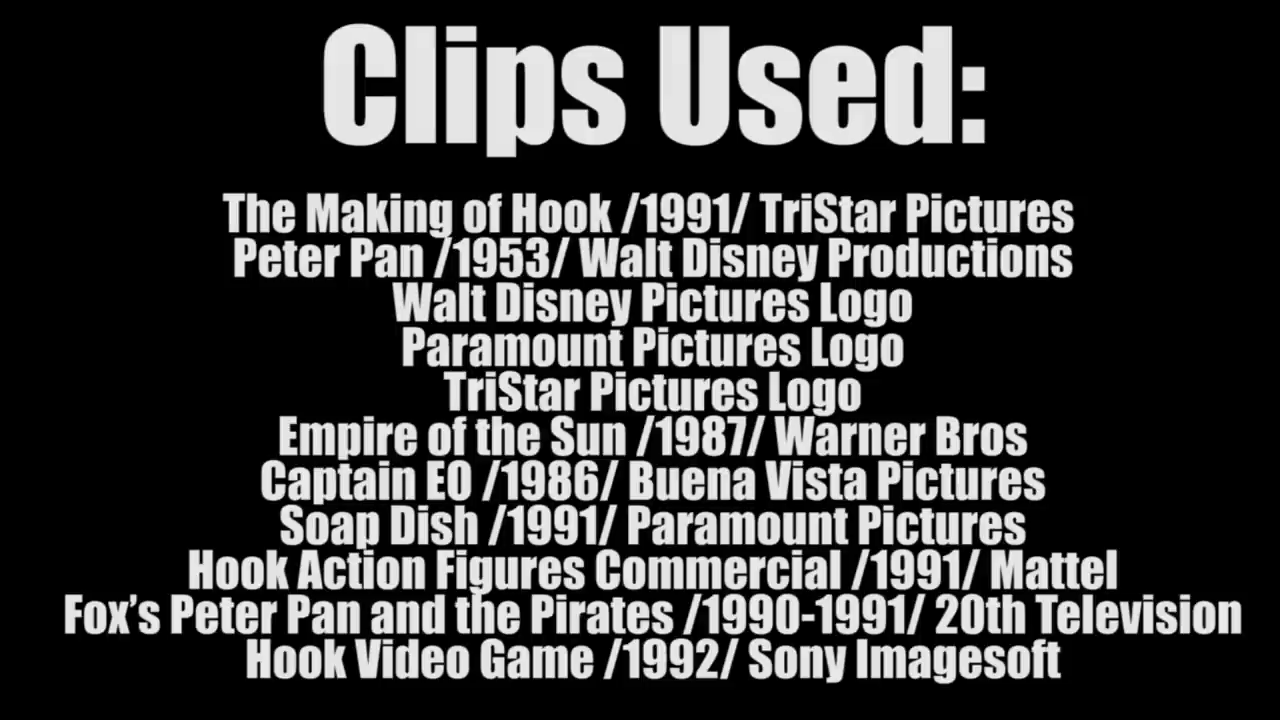 Clips Used:
The Making of Hook /1991/ TriStar Pictures
Peter Pan /1953/ Walt Disney Productions
Walt Disney Pictures Logo
Paramount Pictures Logo
TriStar Pictures Logo
Empire of the Sun /1987/ Warner Bros
Captain EO /1986/ Buena Vista Pictures
Soap Dish /1991/ Paramount Pictures
Hook Action Figures Commercial /1991/ Mattel
Fox’s Peter Pan and the Pirates /1990-1991/ 20th Television
Hook Video Game /1992/ Sony Imagesoft